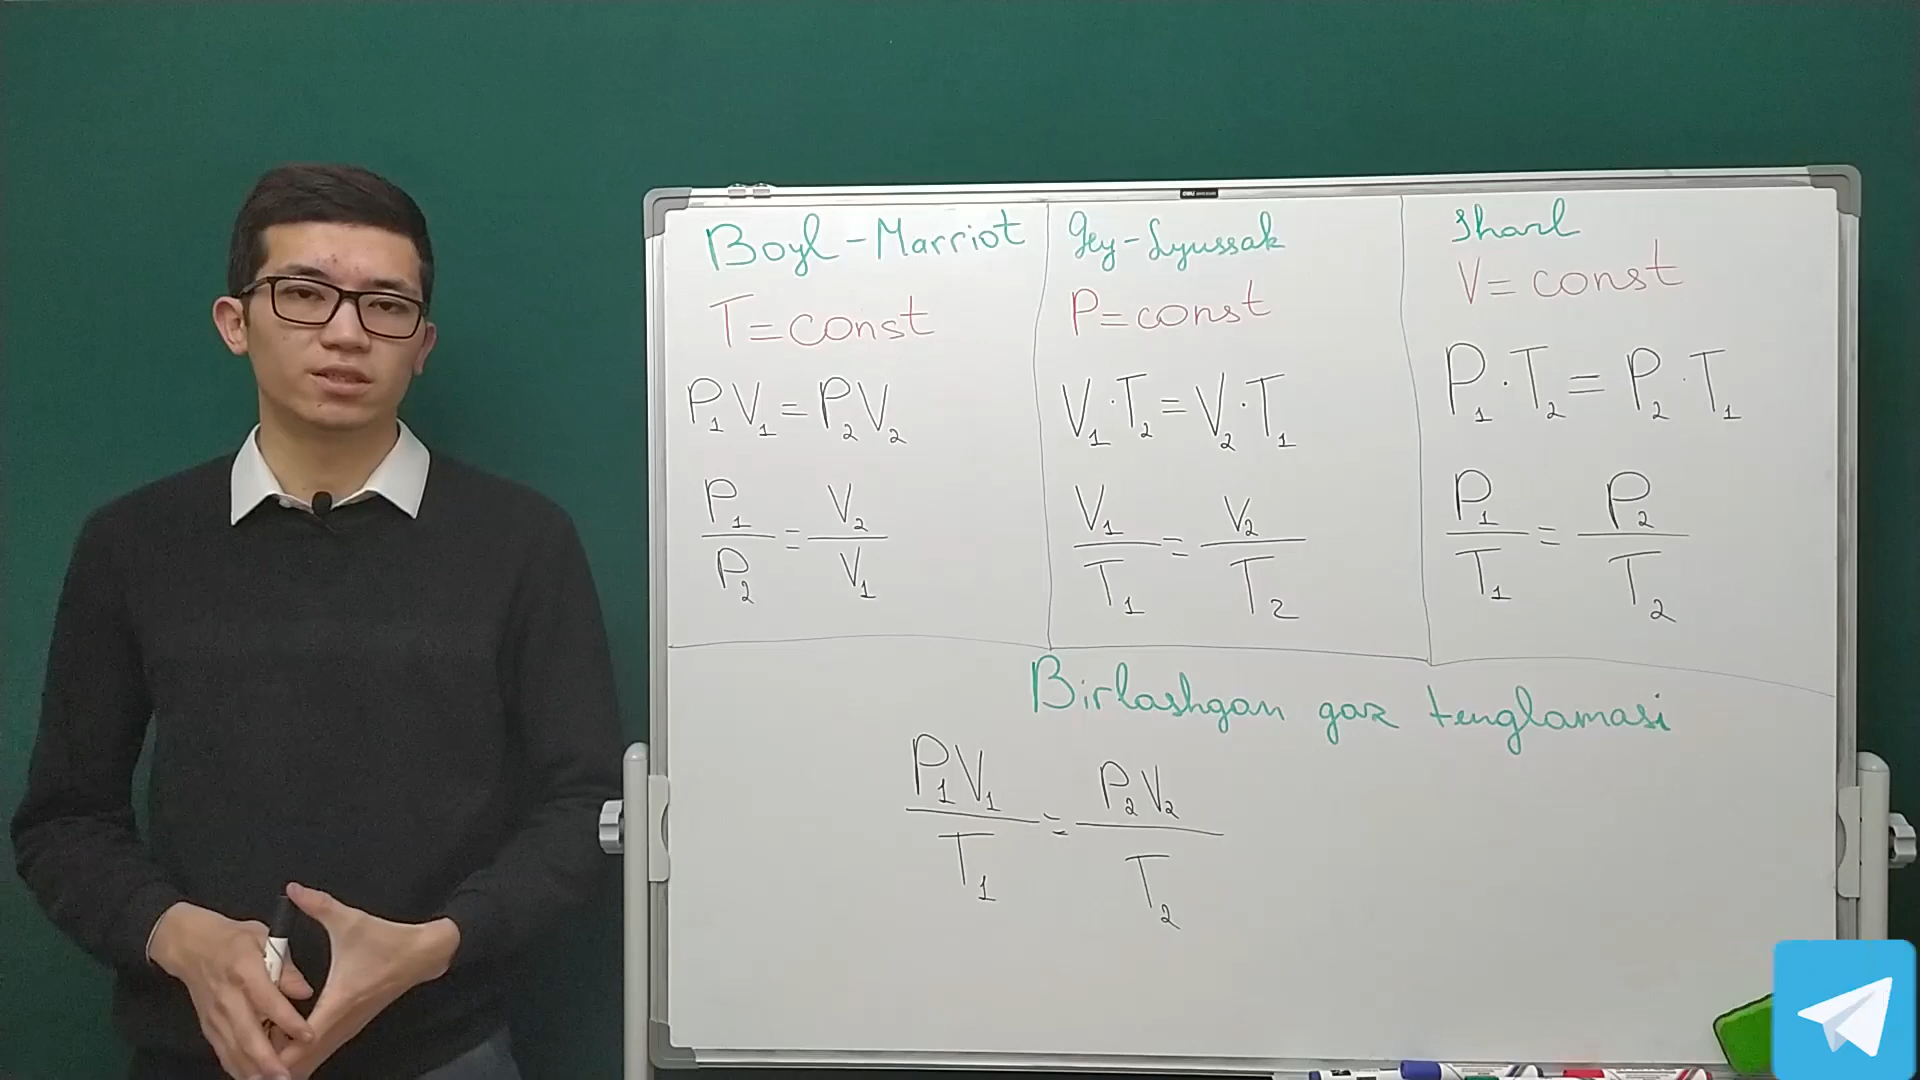 Boyl-Marriot
T=const
P₁V₁=P₂V₂
P₁/P₂=V₂/V₁
Gey-Lyussak
P=const
V₁·T₂=V₂·T₁
V₁/T₁=V₂/T₂
Sharl
V=const
P₁·T₂=P₂·T₁
P₁/T₁=P₂/T₂
Birlashgan gaz tenglamasi
P₁V₁/T₁=P₂V₂/T₂